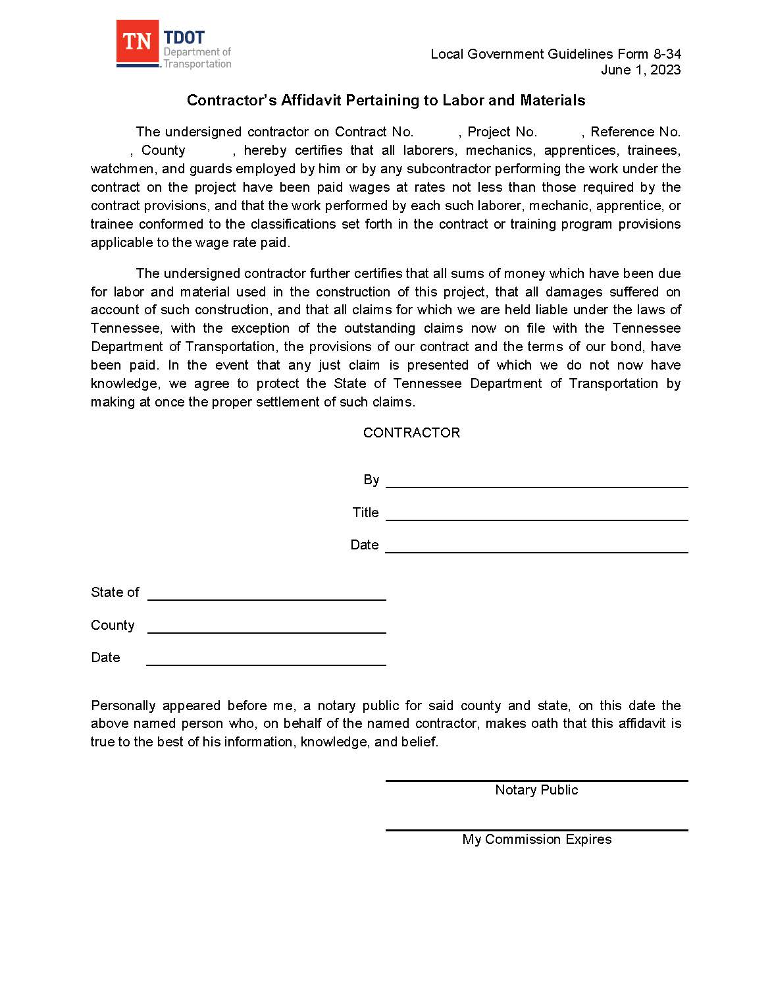 TN TDOT
Department of
Transportation
Local Government Guidelines Form 8-34
June 1, 2023
Contractor’s Affidavit Pertaining to Labor and Materials
The undersigned contractor on Contract No. , Project No. , Reference No.
, County , hereby certifies that all laborers, mechanics, apprentices, trainees,
watchmen, and guards employed by him or by any subcontractor performing the work under the
contract on the project have been paid wages at rates not less than those required by the
contract provisions, and that the work performed by each such laborer, mechanic, apprentice, or
trainee conformed to the classifications set forth in the contract or training program provisions
applicable to the wage rate paid.
The undersigned contractor further certifies that all sums of money which have been due
for labor and material used in the construction of this project, that all damages suffered on
account of such construction, and that all claims for which we are held liable under the laws of
Tennessee, with the exception of the outstanding claims now on file with the Tennessee
Department of Transportation, the provisions of our contract and the terms of our bond, have
been paid. In the event that any just claim is presented of which we do not now have
knowledge, we agree to protect the State of Tennessee Department of Transportation by
making at once the proper settlement of such claims.
CONTRACTOR
By
Title
Date
State of
County
Date
Personally appeared before me, a notary public for said county and state, on this date the
above named person who, on behalf of the named contractor, makes oath that this affidavit is
true to the best of his information, knowledge, and belief.
Notary Public
My Commission Expires